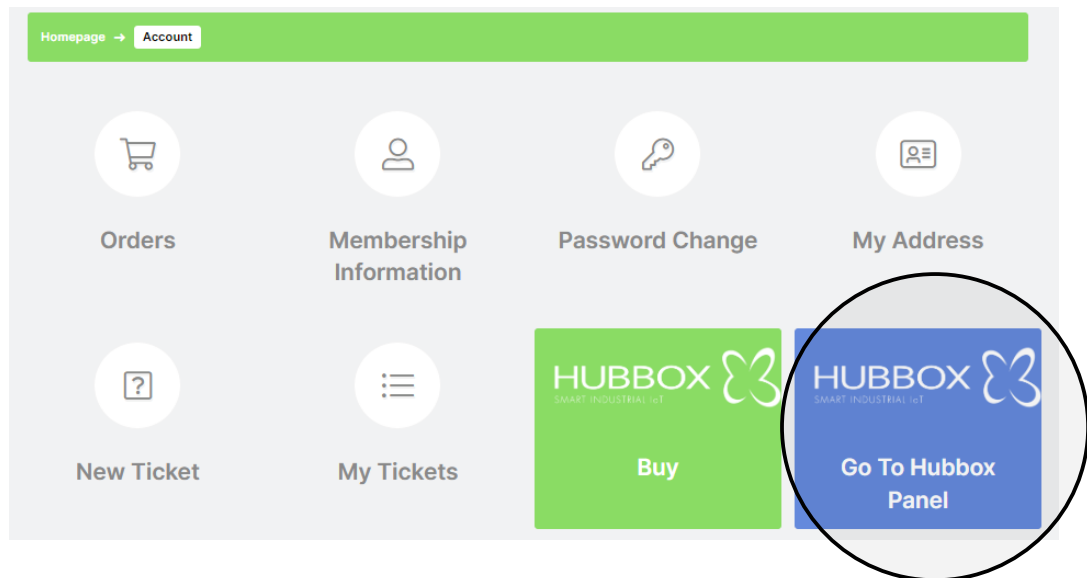 Homepage → Account
Orders
Membership
Information
Password Change
My Address
New Ticket
My Tickets
HUBBOX
SMART INDUSTRIAL IoT
Buy
HUBBOX
SMART INDUSTRIAL IoT
Go To Hubbox
Panel